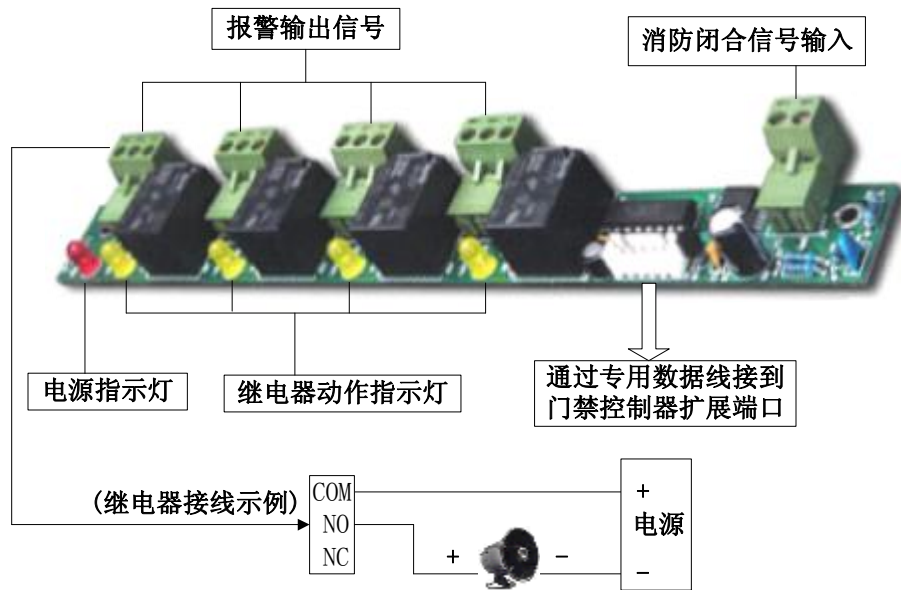 报警输出信号
消防闭合信号输入
电源指示灯
继电器动作指示灯
通过专用数据线接到
门禁控制器扩展端口
(继电器接线示例)
COM
NO
NC
+
-
+
电源
-